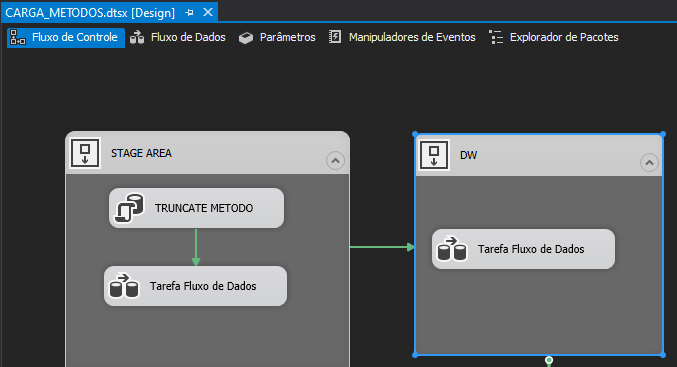 CARGA_METODOS.dtsx [Design]
Fluxo de Controle Fluxo de Dados Parâmetros Manipuladores de Eventos Explorador de Pacotes
STAGE AREA
TRUNCATE METODO
Tarefa Fluxo de Dados
DW
Tarefa Fluxo de Dados